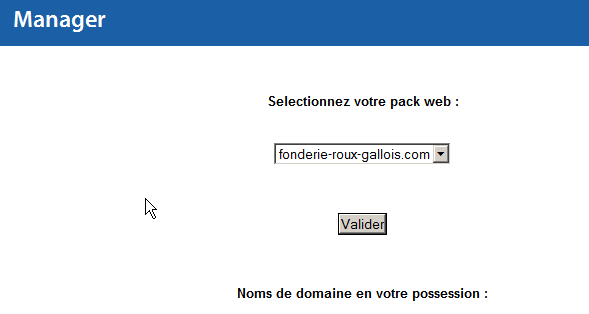 Manager
Selectionnez votre pack web :
fonderie-roux-gallois.com
Valider
Noms de domaine en votre possession :